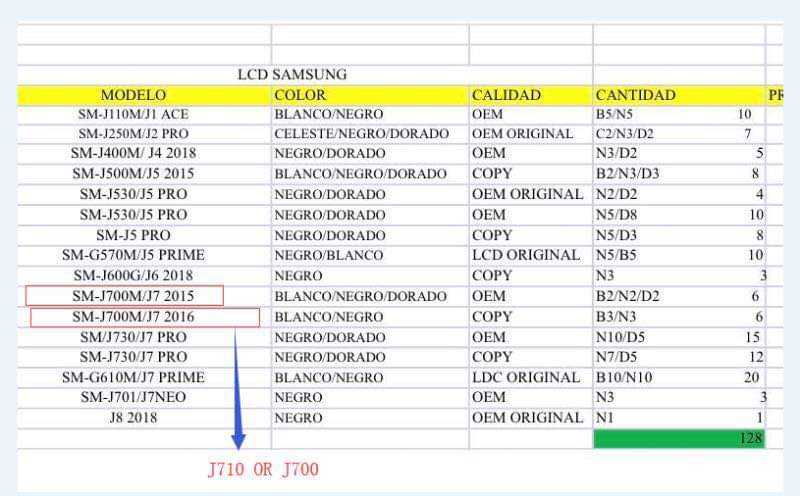 LCD SAMSUNG
MODELO COLOR CALIDAD CANTIDAD PR
SM-J110M/J1 ACE BLANCO/NEGRO OEM B5/N5 10
SM-J250M/J2 PRO CELESTE/NEGRO/DORADO OEM ORIGINAL C2/N3/D2 7
SM-J400M/ J4 2018 NEGRO/DORADO OEM N3/D2 5
SM-J500M/J5 2015 BLANCO/NEGRO/DORADO COPY B2/N3/D3 8
SM-J530/J5 PRO NEGRO/DORADO OEM ORIGINAL N2/D2 4
SM-J530/J5 PRO NEGRO/DORADO OEM N5/D8 10
SM-J5 PRO NEGRO/DORADO COPY N5/D3 8
SM-G570M/J5 PRIME NEGRO/BLANCO LCD ORIGINAL N5/B5 10
SM-J600G/J6 2018 NEGRO COPY N3 3
SM-J700M/J7 2015 BLANCO/NEGRO/DORADO OEM B2/N2/D2 6
SM-J700M/J7 2016 BLANCO/NEGRO COPY B3/N3 6
SM/J730/J7 PRO NEGRO/DORADO OEM N10/D5 15
SM-J730/J7 PRO NEGRO/DORADO COPY N7/D5 12
SM-G610M/J7 PRIME BLANCO/NEGRO LDC ORIGINAL B10/N10 20
SM-J701/J7NEO NEGRO OEM N3 3
J8 2018 NEGRO OEM ORIGINAL N1 1
128
J710 OR J700